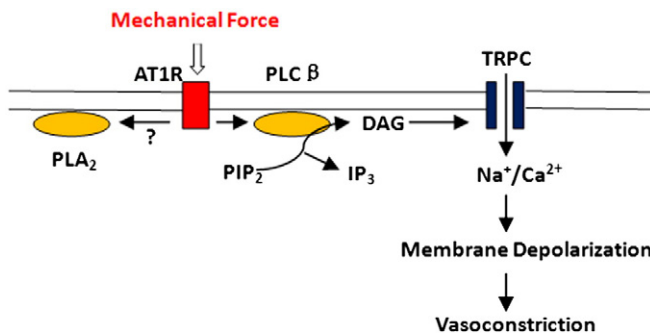 Mechanical Force
AT1R
PLC β
TRPC
?
PLA₂
DAG
PIP₂
IP₃
Na⁺/Ca²⁺
Membrane Depolarization
Vasoconstriction